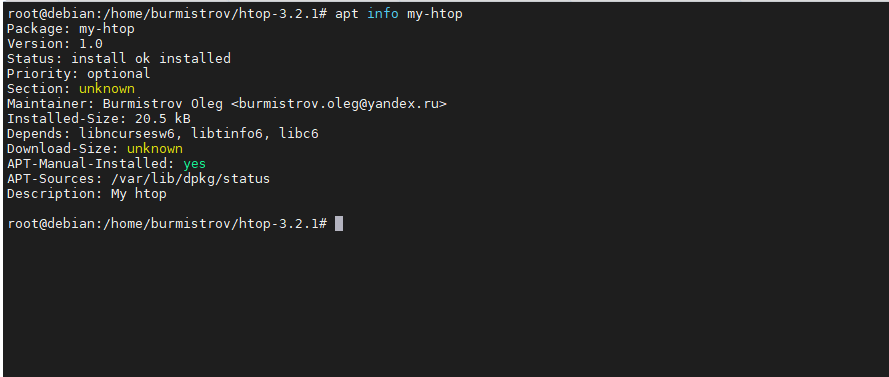 root@debian:/home/burmistrov/htop-3.2.1# apt info my-htop
Package: my-htop
Version: 1.0
Status: install ok installed
Priority: optional
Section: unknown
Maintainer: Burmistrov Oleg <burmistrov.oleg@yandex.ru>
Installed-Size: 20.5 kB
Depends: libncursesw6, libtinfo6, libc6
Download-Size: unknown
APT-Manual-Installed: yes
APT-Sources: /var/lib/dpkg/status
Description: My htop
root@debian:/home/burmistrov/htop-3.2.1#